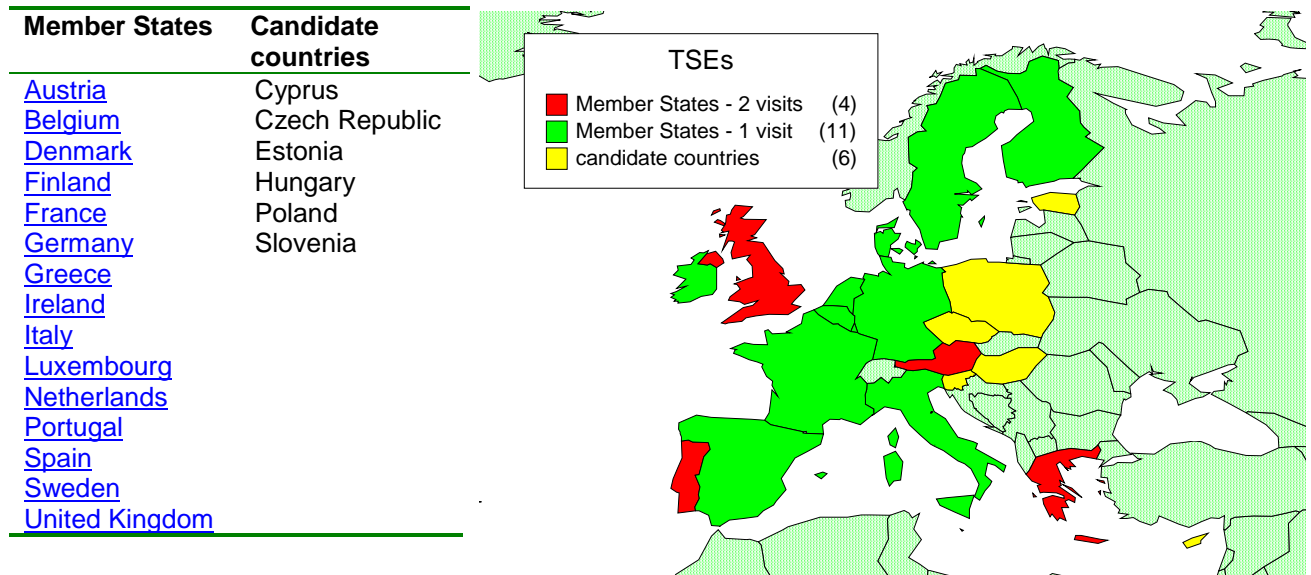 Member States Candidate
countries
Austria Cyprus
Belgium Czech Republic
Denmark Estonia
Finland Hungary
France Poland
Germany Slovenia
Greece
Ireland
Italy
Luxembourg
Netherlands
Portugal
Spain
Sweden
United Kingdom
TSEs
Member States - 2 visits (4)
Member States - 1 visit (11)
candidate countries (6)